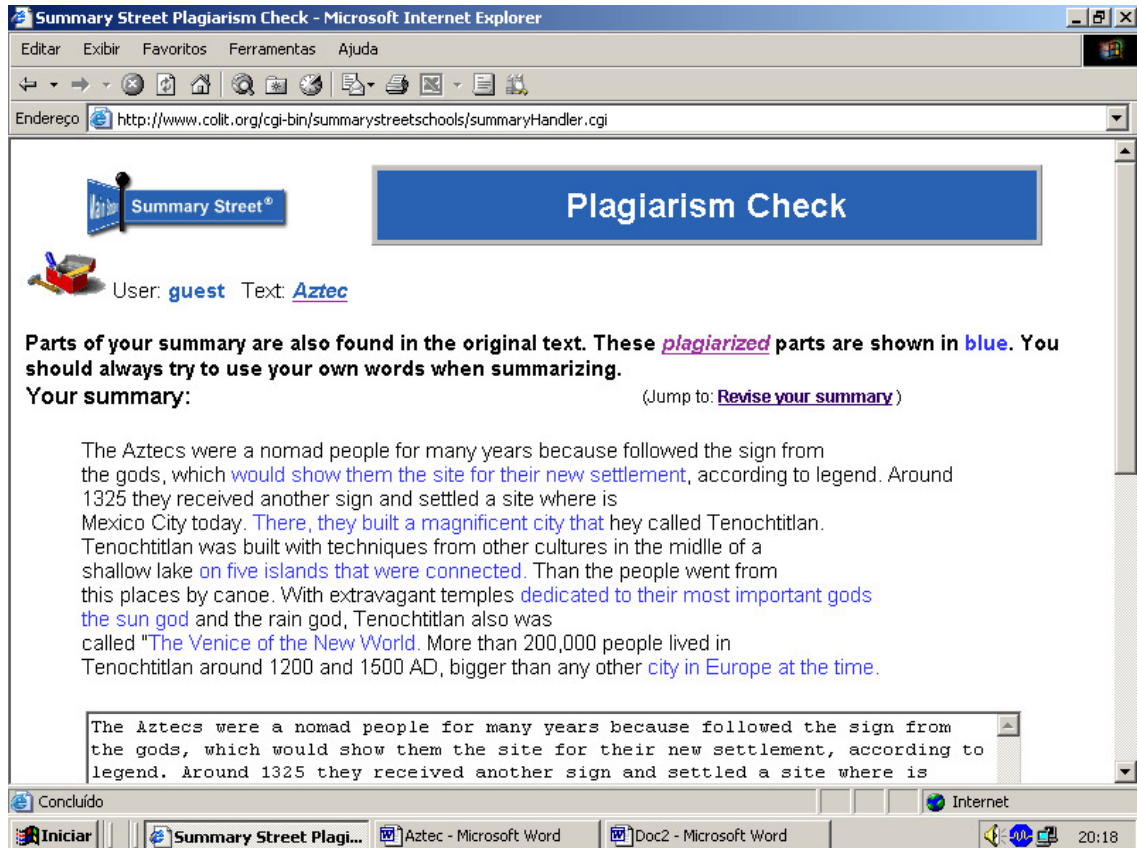 Summary Street Plagiarism Check - Microsoft Internet Explorer
Editar Exibir Favoritos Ferramentas Ajuda
Endereço http://www.colit.org/cgi-bin/summarystreetschools/summaryHandler.cgi
Summary Street®
Plagiarism Check
User: guest Text: Aztec
Parts of your summary are also found in the original text. These plagiarized parts are shown in blue. You
should always try to use your own words when summarizing.
Your summary: (Jump to: Revise your summary )
The Aztecs were a nomad people for many years because followed the sign from
the gods, which would show them the site for their new settlement, according to legend. Around
1325 they received another sign and settled a site where is
Mexico City today. There, they built a magnificent city that hey called Tenochtitlan.
Tenochtitlan was built with techniques from other cultures in the midlle of a
shallow lake on five islands that were connected. Than the people went from
this places by canoe. With extravagant temples dedicated to their most important gods
the sun god and the rain god, Tenochtitlan also was
called "The Venice of the New World. More than 200,000 people lived in
Tenochtitlan around 1200 and 1500 AD, bigger than any other city in Europe at the time.
The Aztecs were a nomad people for many years because followed the sign from
the gods, which would show them the site for their new settlement, according to
legend. Around 1325 they received another sign and settled a site where is
Concluído Internet
Iniciar Summary Street Plagi... Aztec - Microsoft Word Doc2 - Microsoft Word 20:18